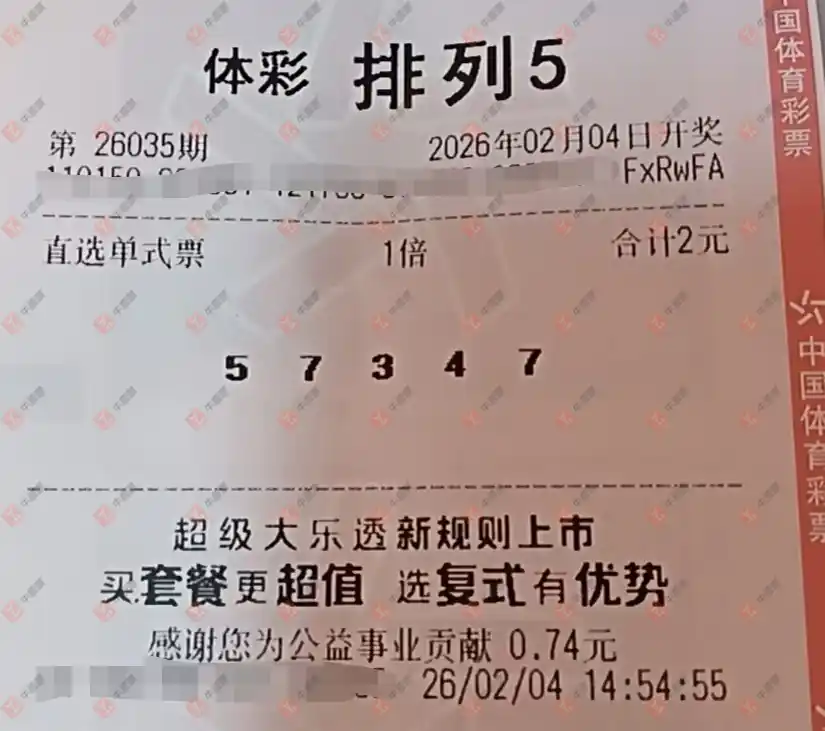 体彩 排列5
第 26035期 2026年02月04日开奖
FxRwFA
直选单式票 1倍 合计2元
5 7 3 4 7
超级大乐透新规则上市
买套餐更超值 选复式有优势
感谢您为公益事业贡献 0.74元
26/02/04 14:54:55
中国体育彩票
中国体育彩票